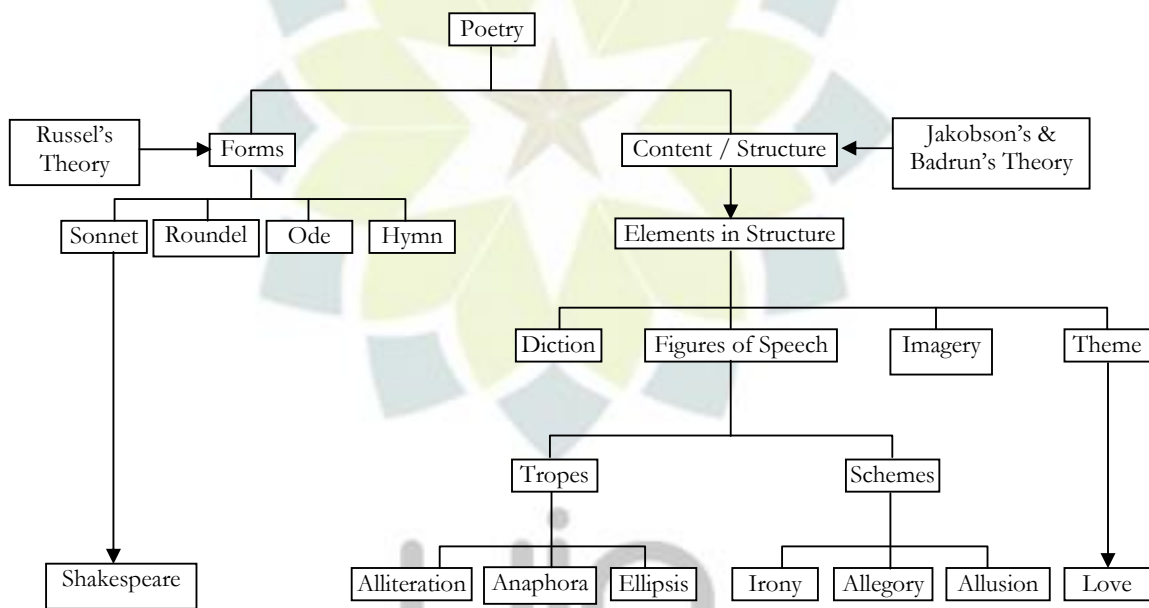 Poetry
Russel's
Theory
Forms
Content / Structure
Jakobson's &
Badrun's Theory
Sonnet
Roundel
Ode
Hymn
Elements in Structure
Diction
Figures of Speech
Imagery
Theme
Tropes
Schemes
Shakespeare
Alliteration
Anaphora
Ellipsis
Irony
Allegory
Allusion
Love